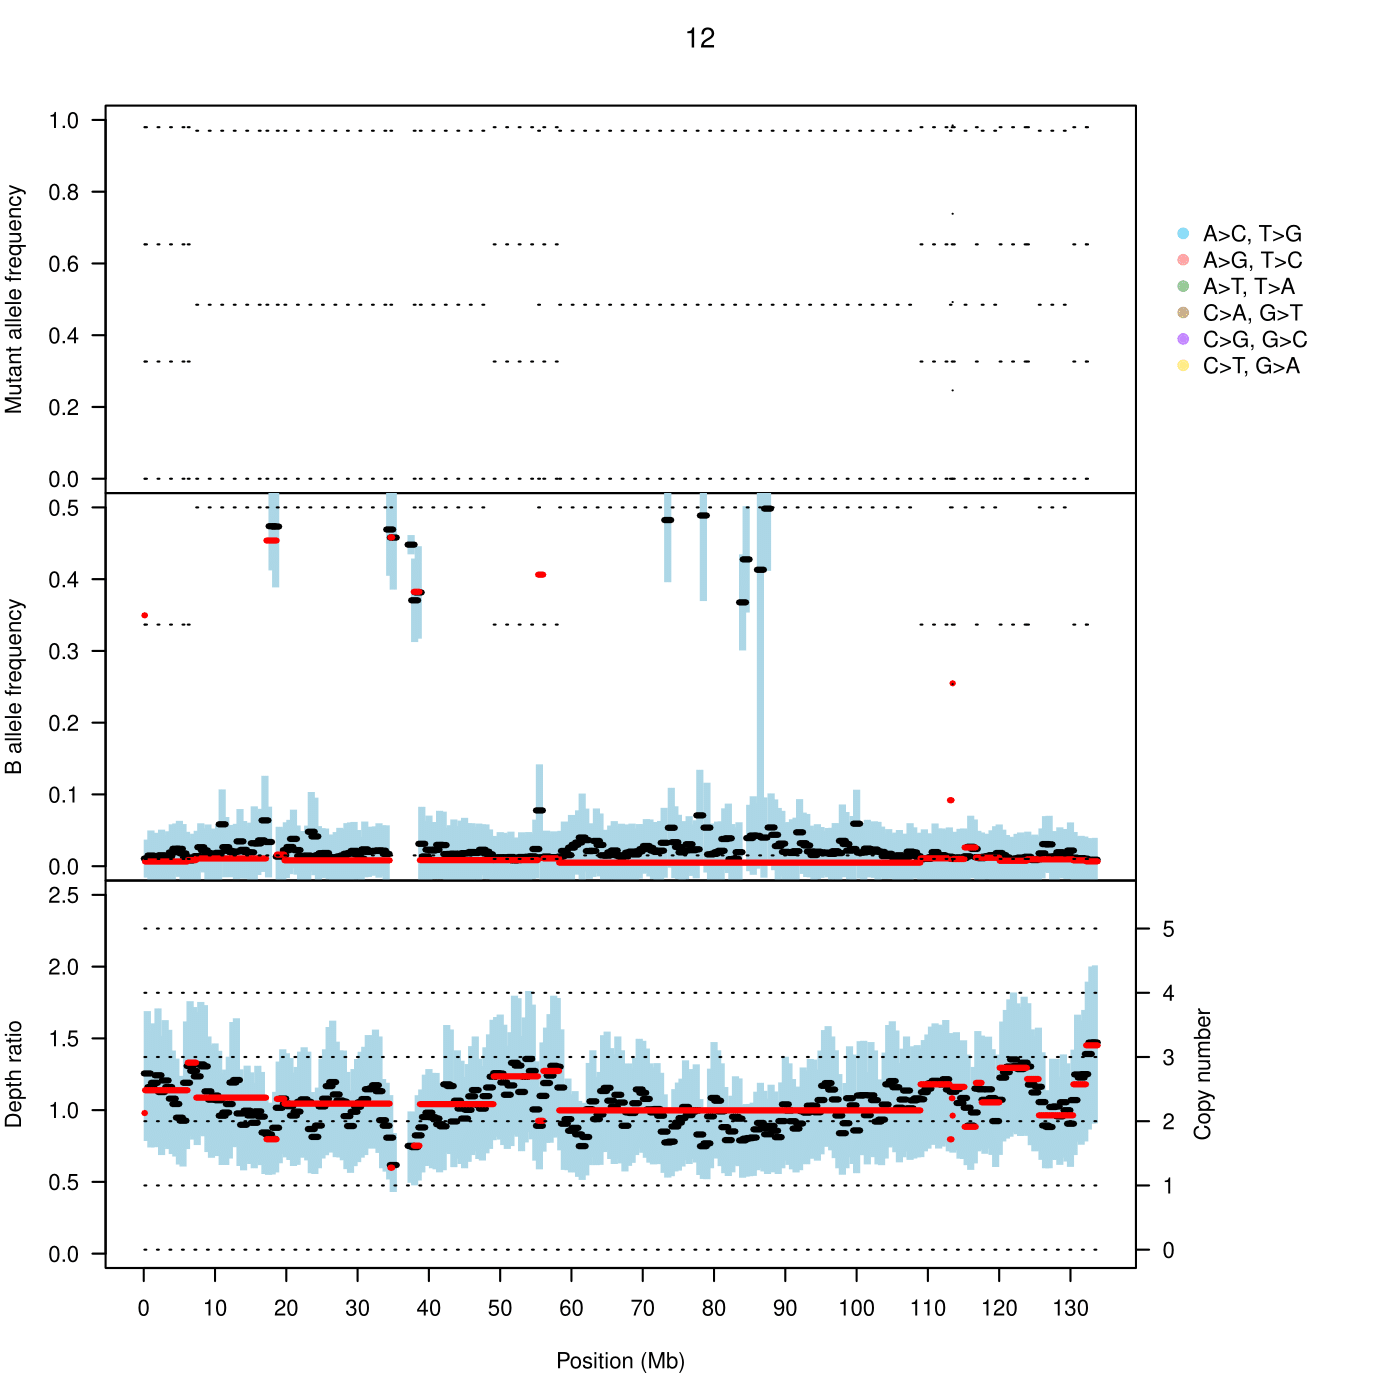 12
Mutant allele frequency
1.0
0.8
0.6
0.4
0.2
0.0
A>C, T>G
A>G, T>C
A>T, T>A
C>A, G>T
C>G, G>C
C>T, G>A
B allele frequency
0.5
0.4
0.3
0.2
0.1
0.0
Depth ratio
2.5
2.0
1.5
1.0
0.5
0.0
5
4
3
2
1
0
Copy number
0 10 20 30 40 50 60 70 80 90 100 110 120 130
Position (Mb)